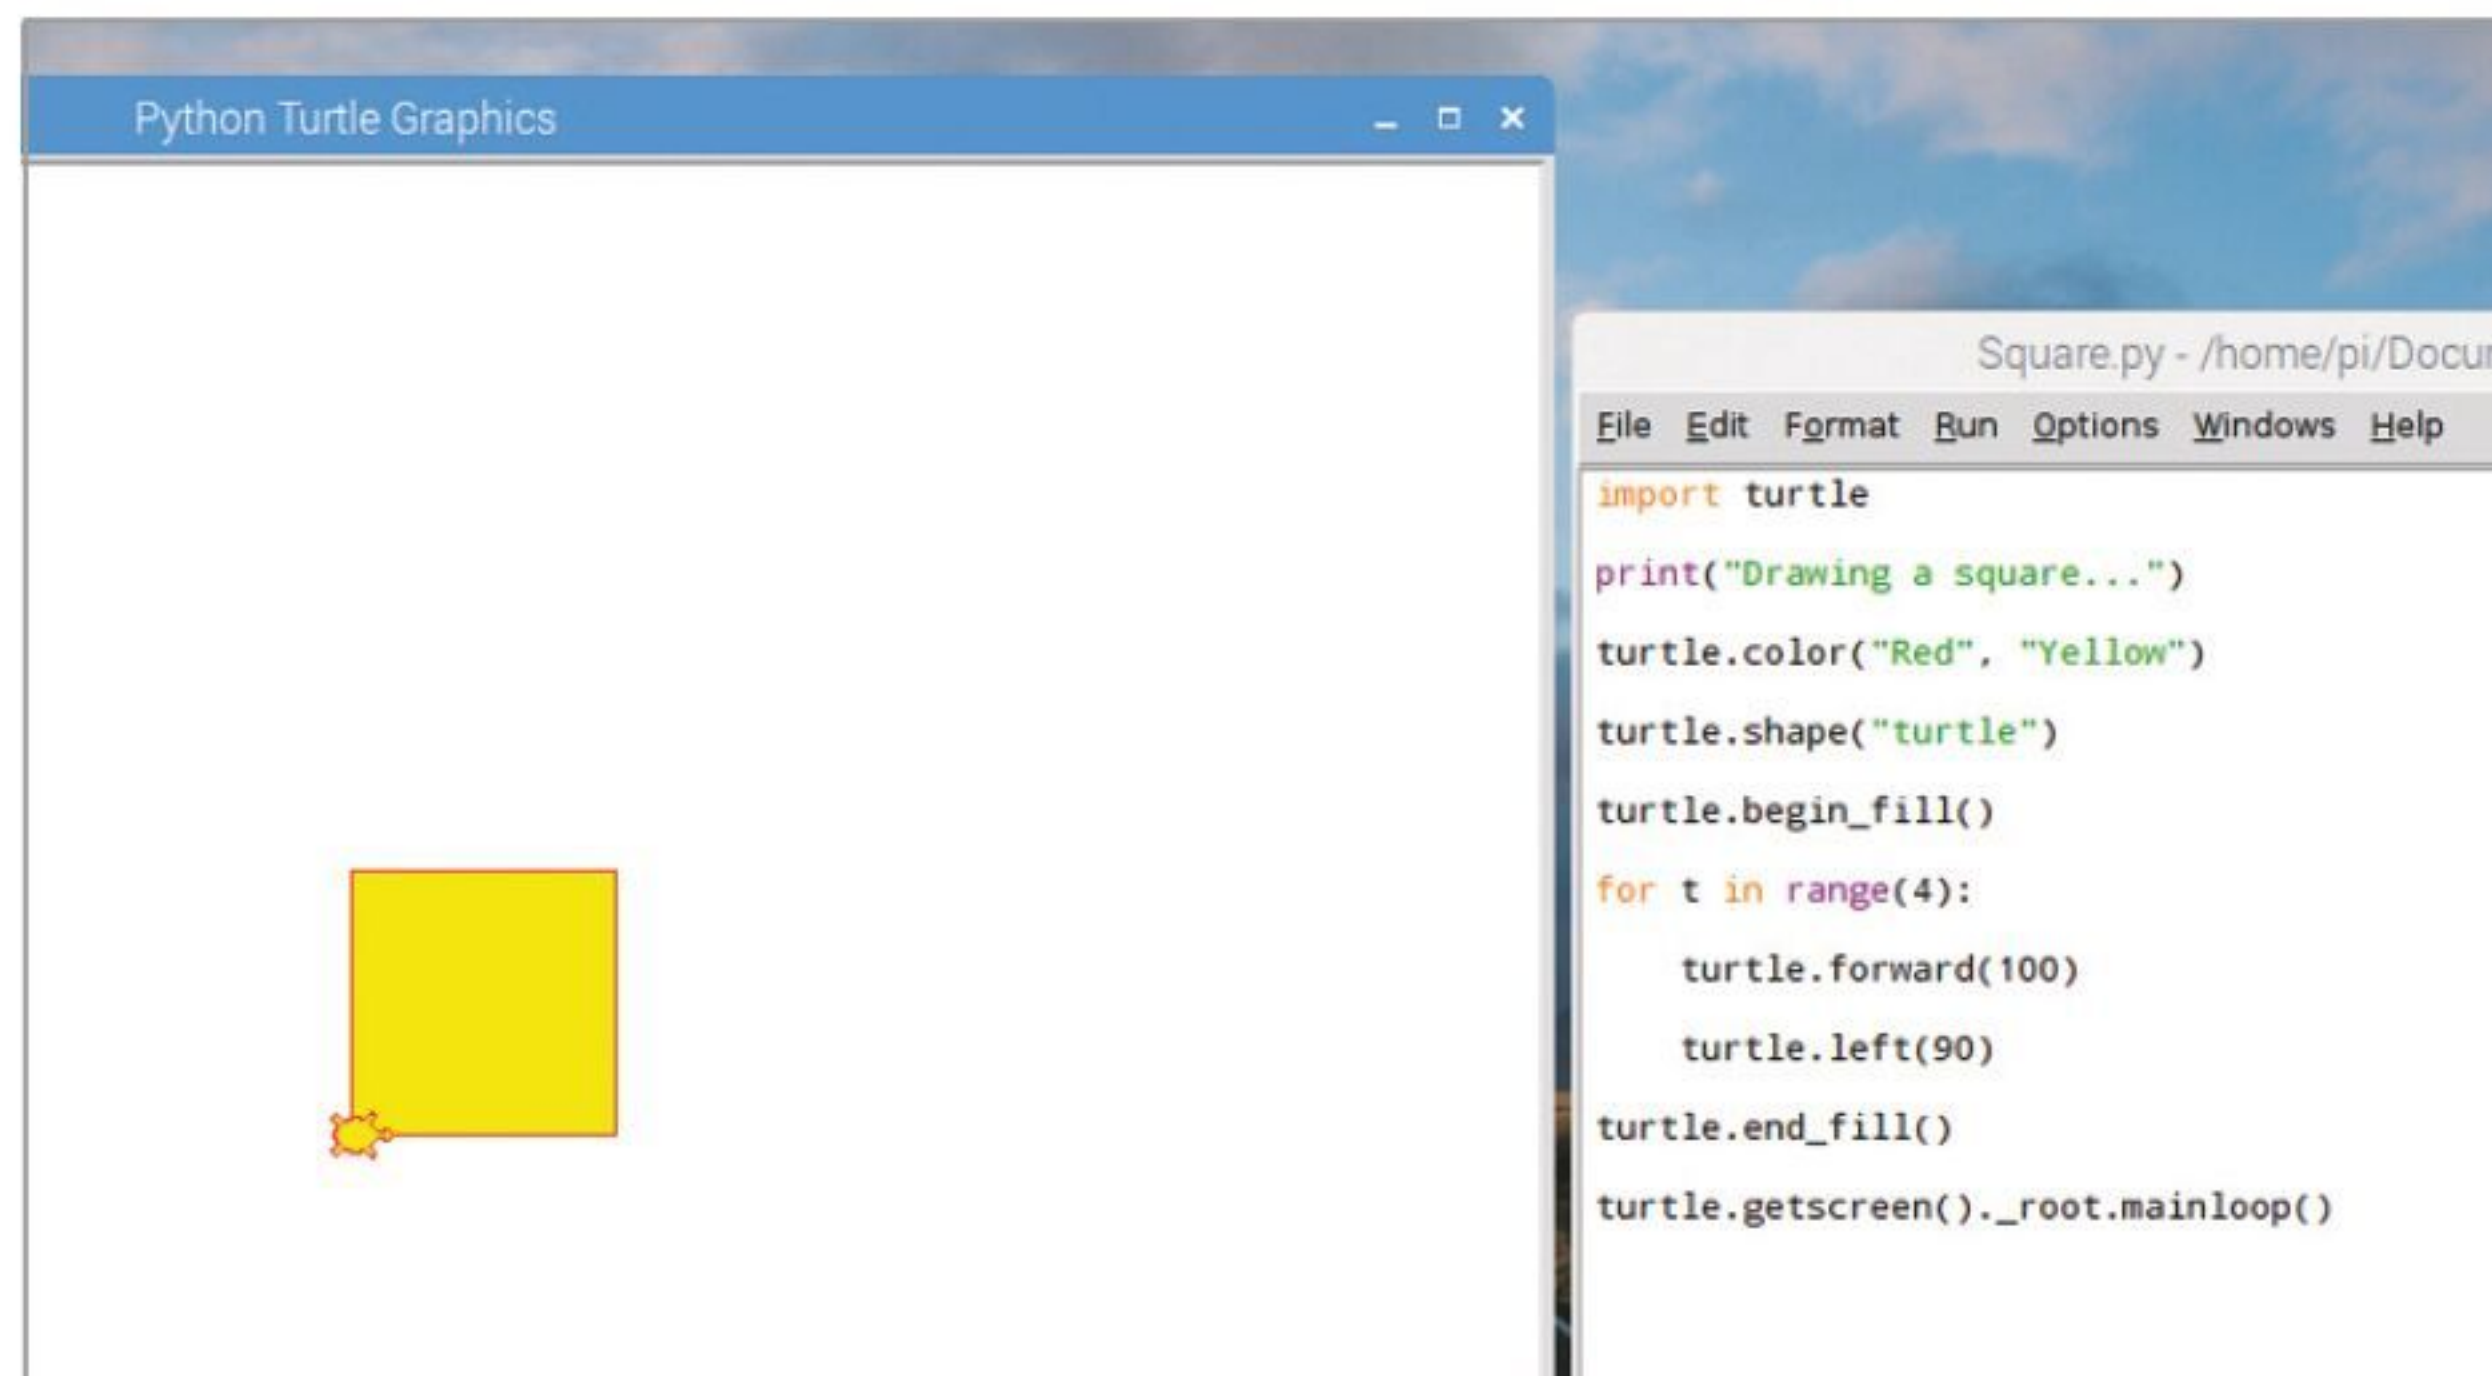 Python Turtle Graphics
Square.py - /home/pi/
File Edit Format Run Options Windows Help
import turtle
print("Drawing a square...")
turtle.color("Red", "Yellow")
turtle.shape("turtle")
turtle.begin_fill()
for t in range(4):
    turtle.forward(100)
    turtle.left(90)
turtle.end_fill()
turtle.getscreen()._root.mainloop()